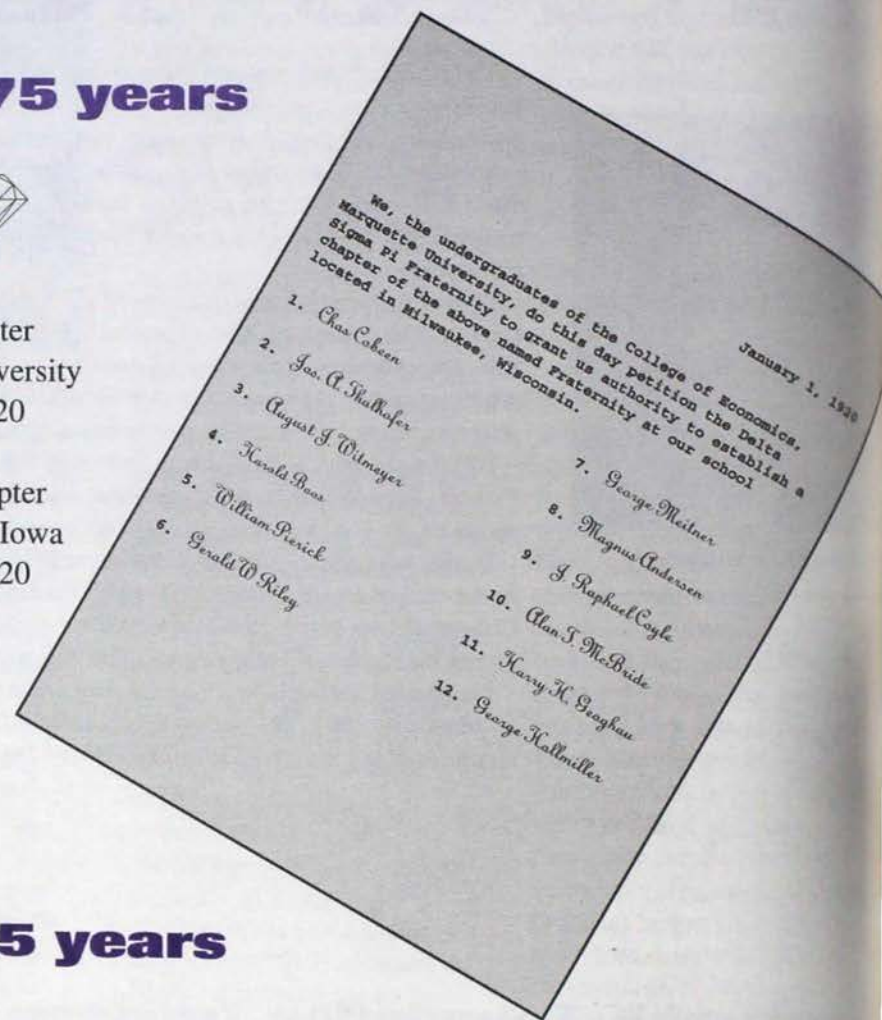 75 years
ter
versity
20
pter
Iowa
20
January 1, 1920
We, the undergraduates of the College of Economics,
Marquette University, do this day petition the Delta
Sigma Pi Fraternity to grant us authority to establish a
chapter of the above named Fraternity at our school
located in Milwaukee, Wisconsin.
1. Chas Cobeen
2. Jas. A. Thalhofer
3. August J. Witmeyer
4. Harold Boos
5. William Pierick
6. Gerald W Riley
7. George Meitner
8. Magnus Andersen
9. J. Raphael Coyle
10. Alan T. McBride
11. Harry K. Geoghau
12. George Hallmiller
5 years